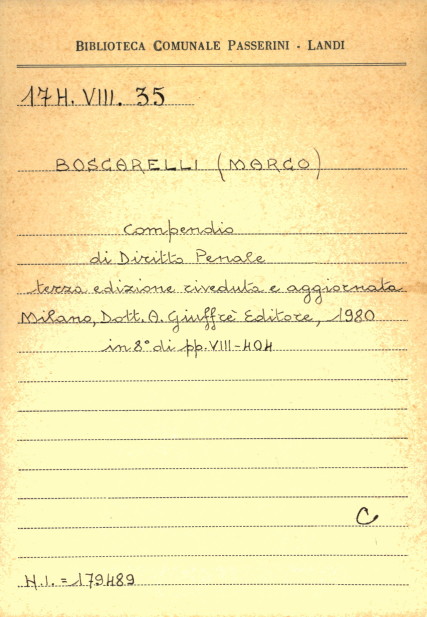 BIBLIOTECA COMUNALE PASSERINI - LANDI
17H. VIII. 35
BOSCARELLI (MARCO)
Compendio
di Diritto Penale
terza edizione riveduta e aggiornata
Milano, Dott. A. Giuffrè Editore, 1980
in 8° di pp. VIII-404
C
N.I. = 179489